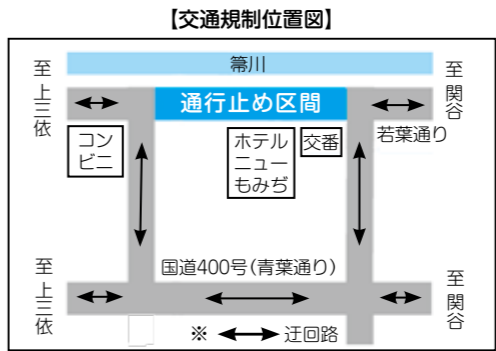 【交通規制位置図】
箒川
至上三依
通行止め区間
至関谷
若葉通り
コン
ビニ
ホテル
ニュー
もみぢ
交番
国道400号(青葉通り)
至上三依
至関谷
※ 迂回路